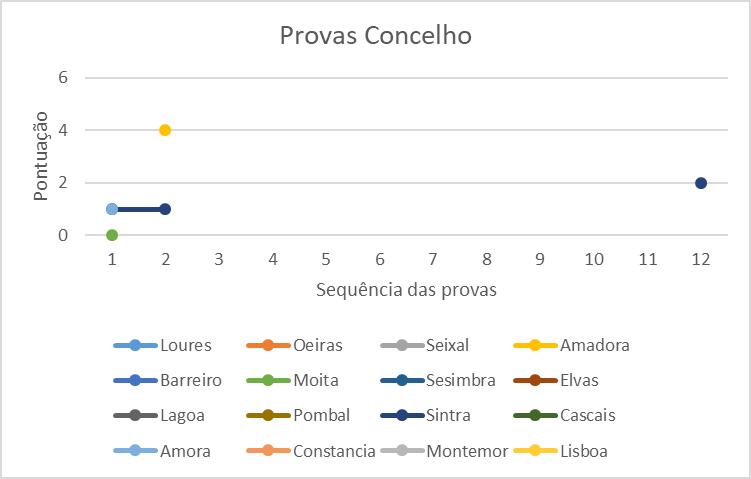 Provas Concelho
6
4
2
0
Pontuação
1 2 3 4 5 6 7 8 9 10 11 12
Sequência das provas
Loures Oeiras Seixal Amadora
Barreiro Moita Sesimbra Elvas
Lagoa Pombal Sintra Cascais
Amora Constancia Montemor Lisboa